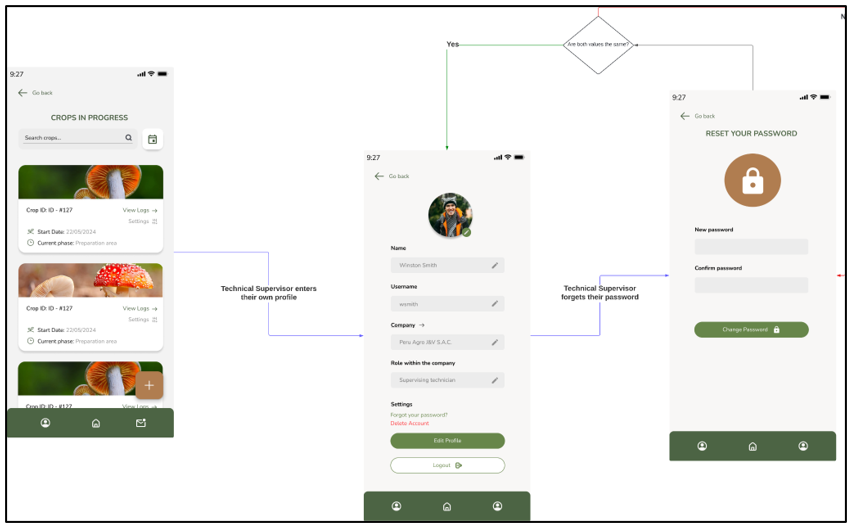 Yes
Are both values the same?
N
9:27
Go back
CROPS IN PROGRESS
Search crops...
Crop ID: ID - #127
View Logs →
Settings
Start Date: 22/05/2024
Current phase: Preparation area
Crop ID: ID - #127
View Logs →
Settings
Start Date: 22/05/2024
Current phase: Preparation area
Crop ID: ID - #127
View Logs →
+
Technical Supervisor enters
their own profile
9:27
Go back
Name
Winston Smith
Username
wsmith
Company →
Peru Agro J&V S.A.C.
Role within the company
Supervising technician
Settings
Forgot your password?
Delete Account
Edit Profile
Logout
Technical Supervisor
forgets their password
9:27
Go back
RESET YOUR PASSWORD
New password
Confirm password
Change Password